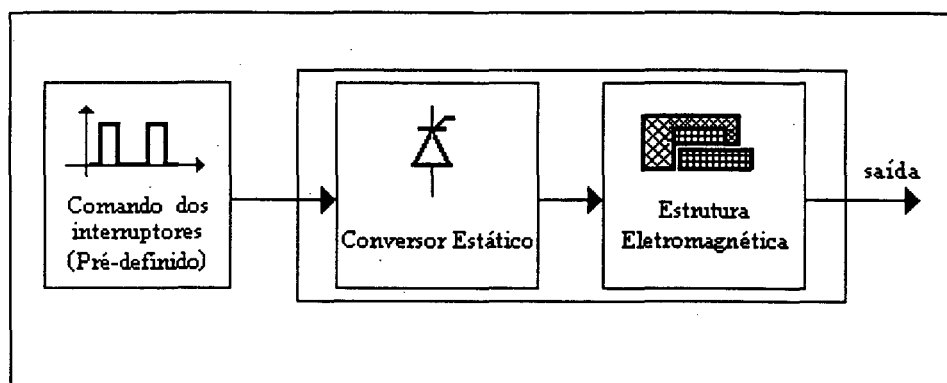 Comando dos
interruptores
(Pré-definido)
Conversor Estático
Estrutura
Eletromagnética
saída